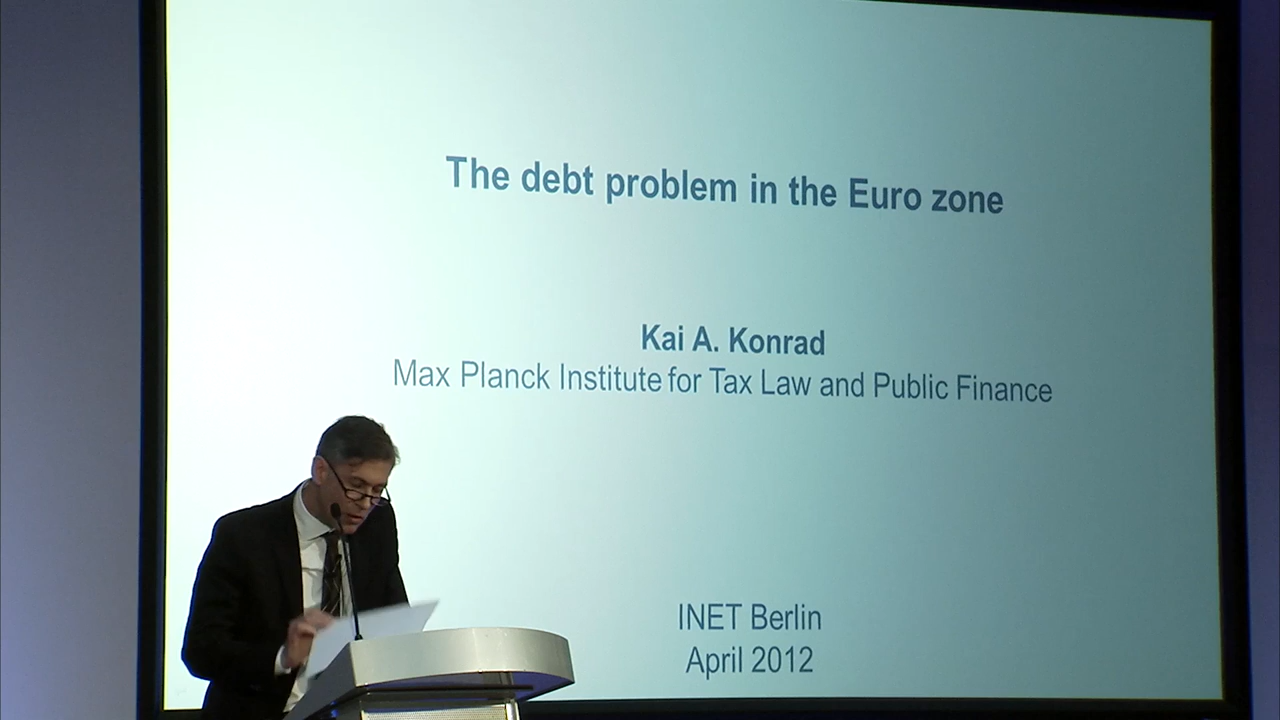 The debt problem in the Euro zone
Kai A. Konrad
Max Planck Institute for Tax Law and Public Finance
INET Berlin
April 2012